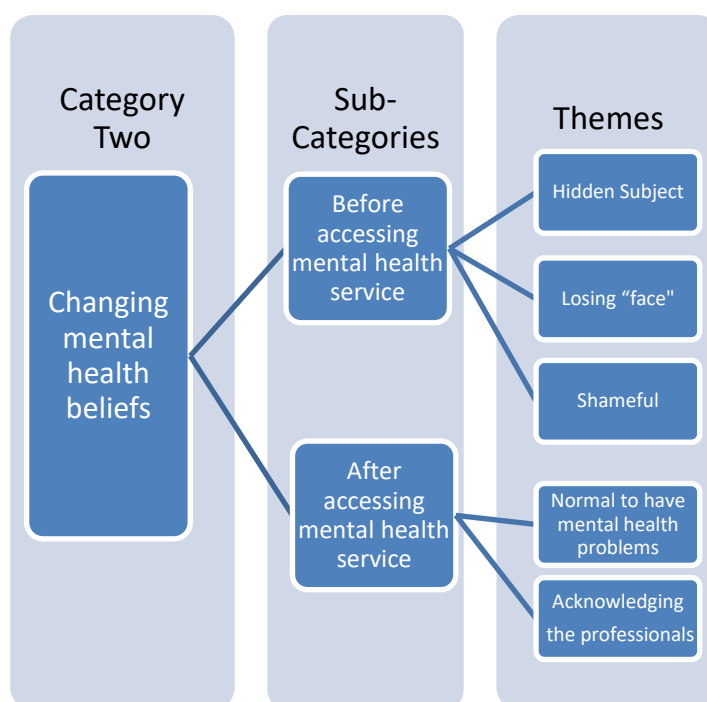 Category
Two
Changing
mental
health
beliefs
Sub-
Categories
Before
accessing
mental health
service
After
accessing
mental health
service
Themes
Hidden Subject
Losing “face"
Shameful
Normal to have
mental health
problems
Acknowledging
the professionals